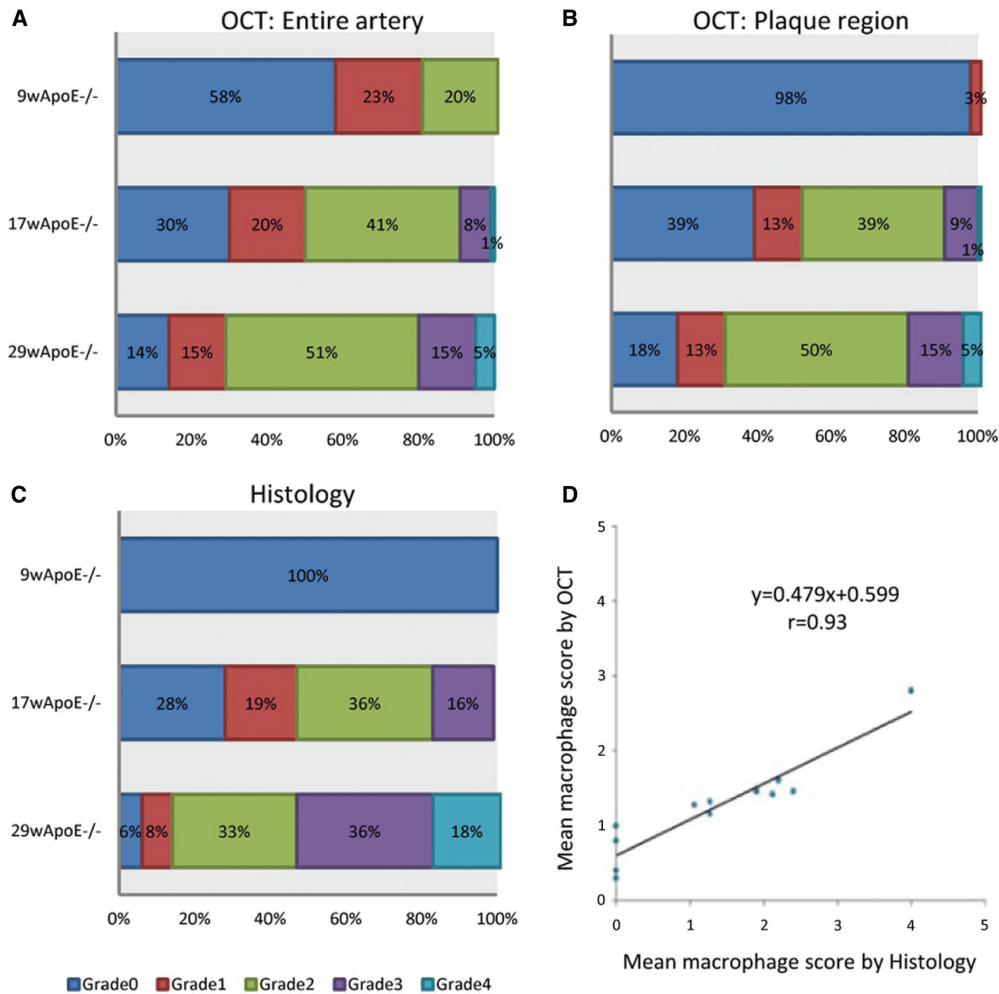 A
OCT: Entire artery
9wApoE-/-
58%
23%
20%
17wApoE-/-
30%
20%
41%
8%
1%
29wApoE-/-
14%
15%
51%
15%
5%
0%
20%
40%
60%
80%
100%
B
OCT: Plaque region
98%
3%
39%
13%
39%
9%
1%
18%
13%
50%
15%
5%
0%
20%
40%
60%
80%
100%
C
Histology
9wApoE-/-
100%
17wApoE-/-
28%
19%
36%
16%
29wApoE-/-
6%
8%
33%
36%
18%
0%
20%
40%
60%
80%
100%
Grade0
Grade1
Grade2
Grade3
Grade4
D
Mean macrophage score by OCT
5
4
3
2
1
0
y=0.479x+0.599
r=0.93
0
1
2
3
4
5
Mean macrophage score by Histology